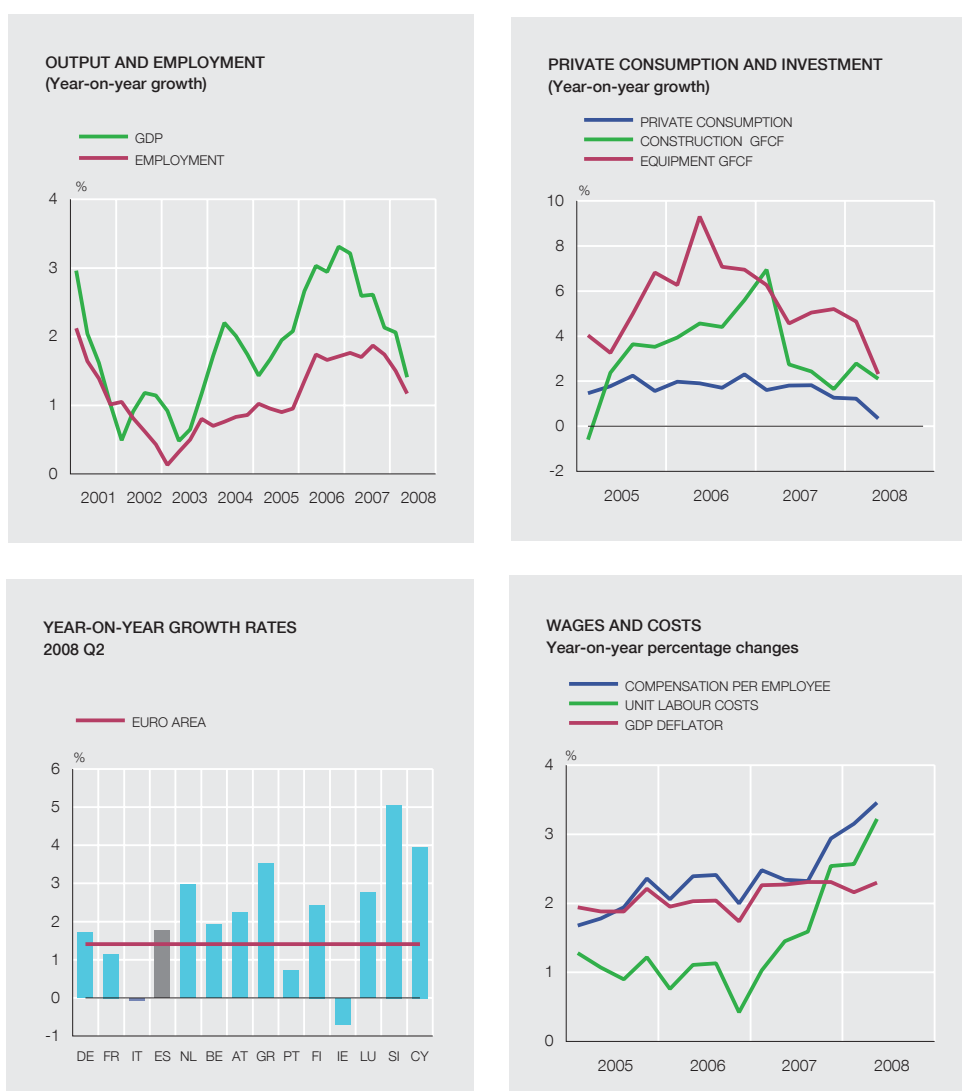 OUTPUT AND EMPLOYMENT
(Year-on-year growth)
GDP
EMPLOYMENT
%
4
3
2
1
0
2001 2002 2003 2004 2005 2006 2007 2008
PRIVATE CONSUMPTION AND INVESTMENT
(Year-on-year growth)
PRIVATE CONSUMPTION
CONSTRUCTION GFCF
EQUIPMENT GFCF
%
10
8
6
4
2
0
-2
2005 2006 2007 2008
YEAR-ON-YEAR GROWTH RATES
2008 Q2
EURO AREA
%
6
5
4
3
2
1
0
-1
DE FR IT ES NL BE AT GR PT FI IE LU SI CY
WAGES AND COSTS
Year-on-year percentage changes
COMPENSATION PER EMPLOYEE
UNIT LABOUR COSTS
GDP DEFLATOR
%
4
3
2
1
0
2005 2006 2007 2008